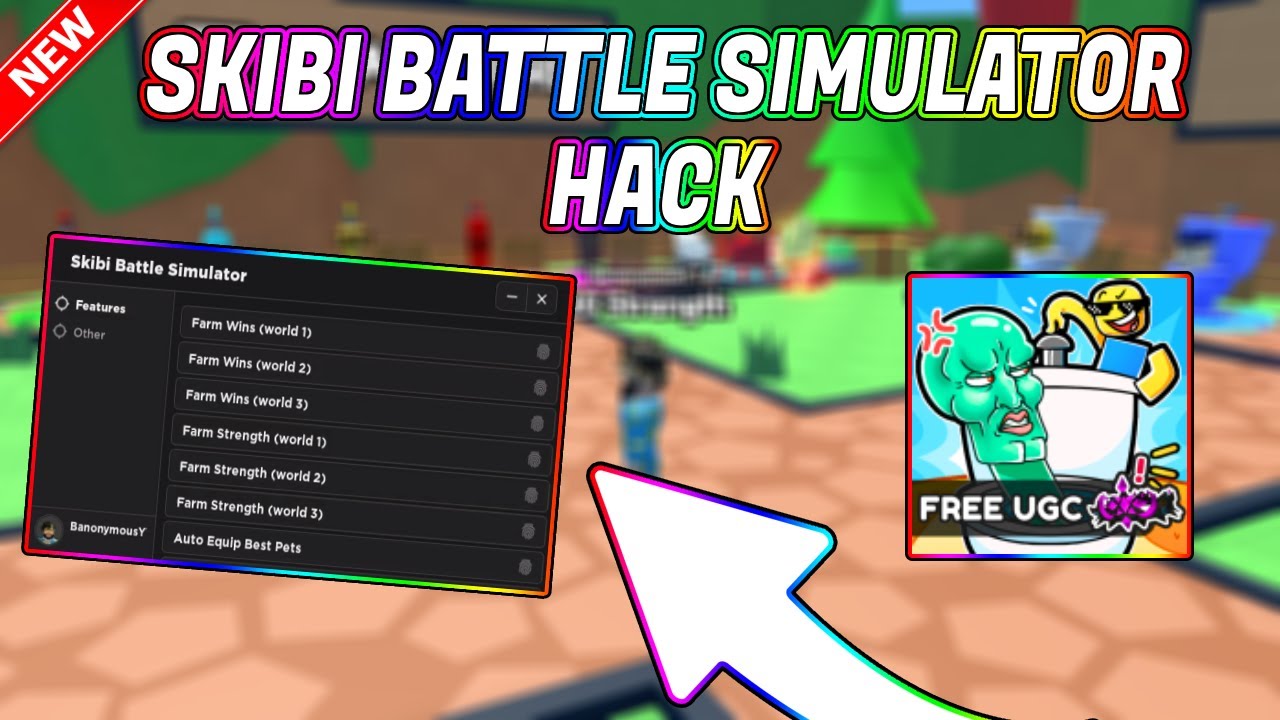 NEW
SKIBI BATTLE SIMULATOR
HACK
Skibi Battle Simulator
Features
Other
Farm Wins (world 1)
Farm Wins (world 2)
Farm Wins (world 3)
Farm Strength (world 1)
Farm Strength (world 2)
Farm Strength (world 3)
Auto Equip Best Pets
BanonymousY
Strength
FREE UGC